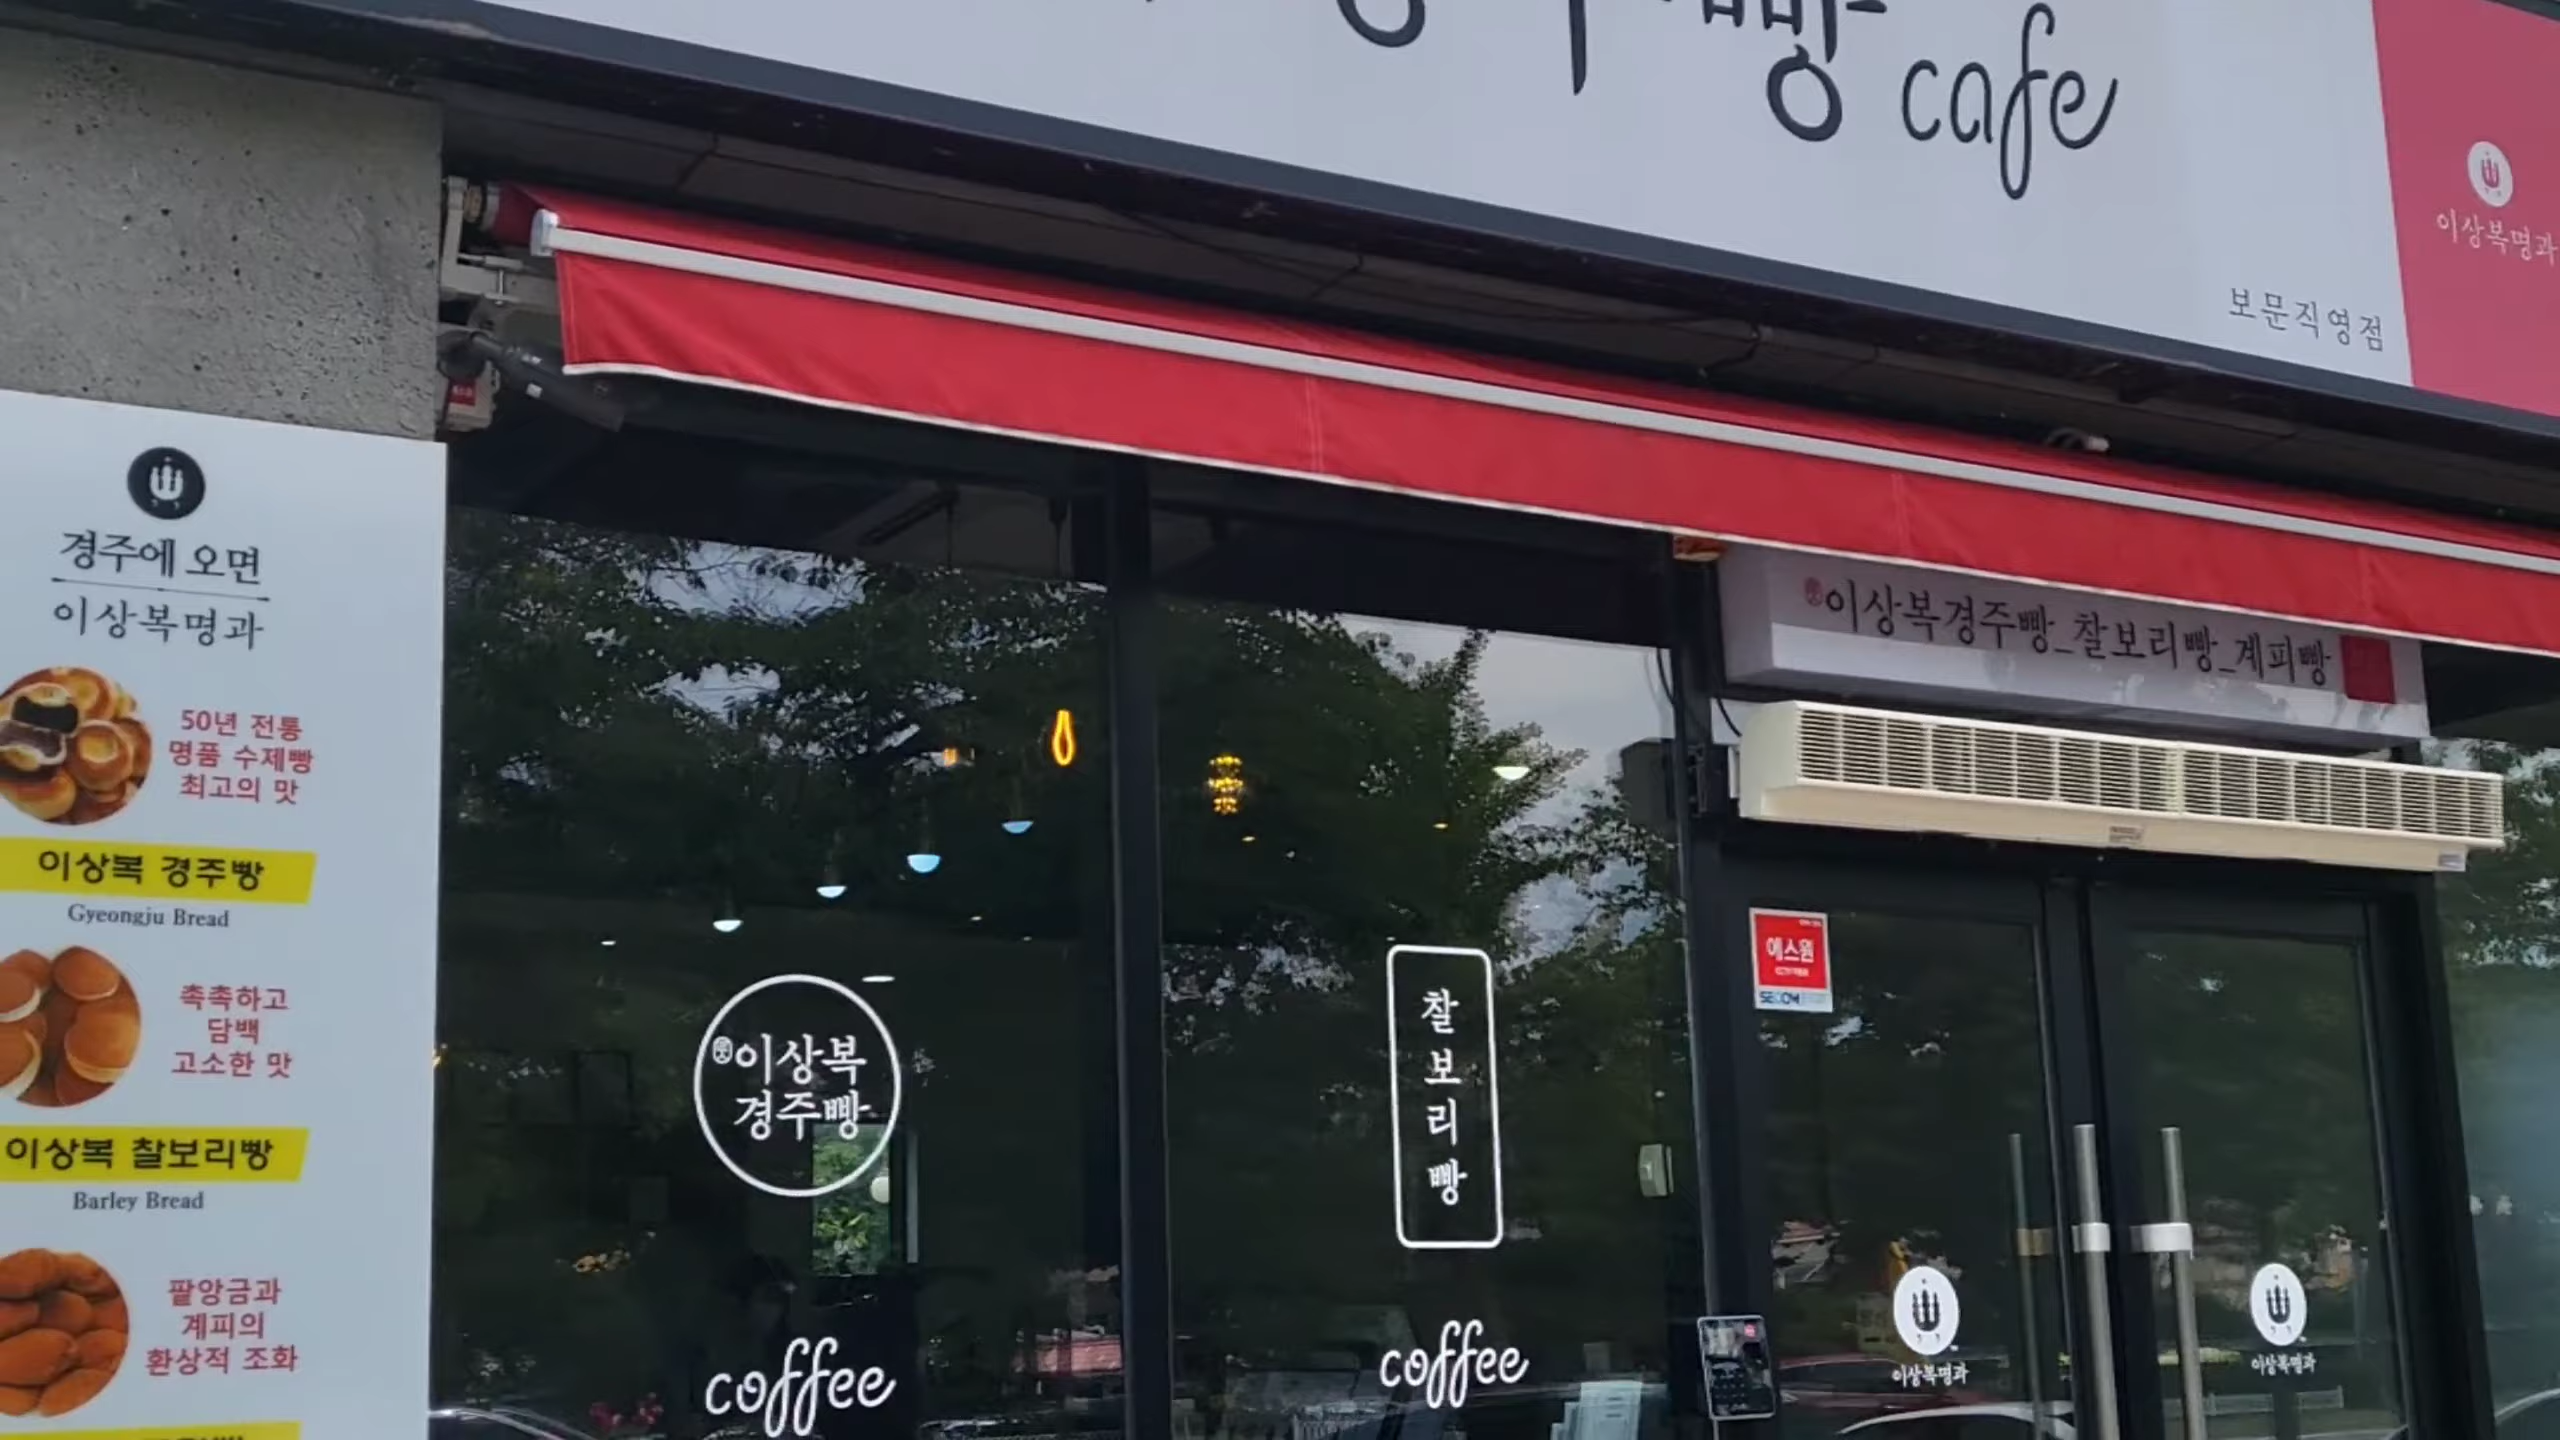 cafe
이상복명과
보문직영점
경주에 오면
이상복명과
50년 전통
명품 수제빵
최고의 맛
이상복 경주빵
Gyeongju Bread
촉촉하고
담백
고소한 맛
이상복 찰보리빵
Barley Bread
팥앙금과
계피의
환상적 조화
이상복경주빵_찰보리빵_계피빵
에스원
SECOM
이상복
경주빵
coffee
찰보리빵
coffee
이상복명과
이상복명과